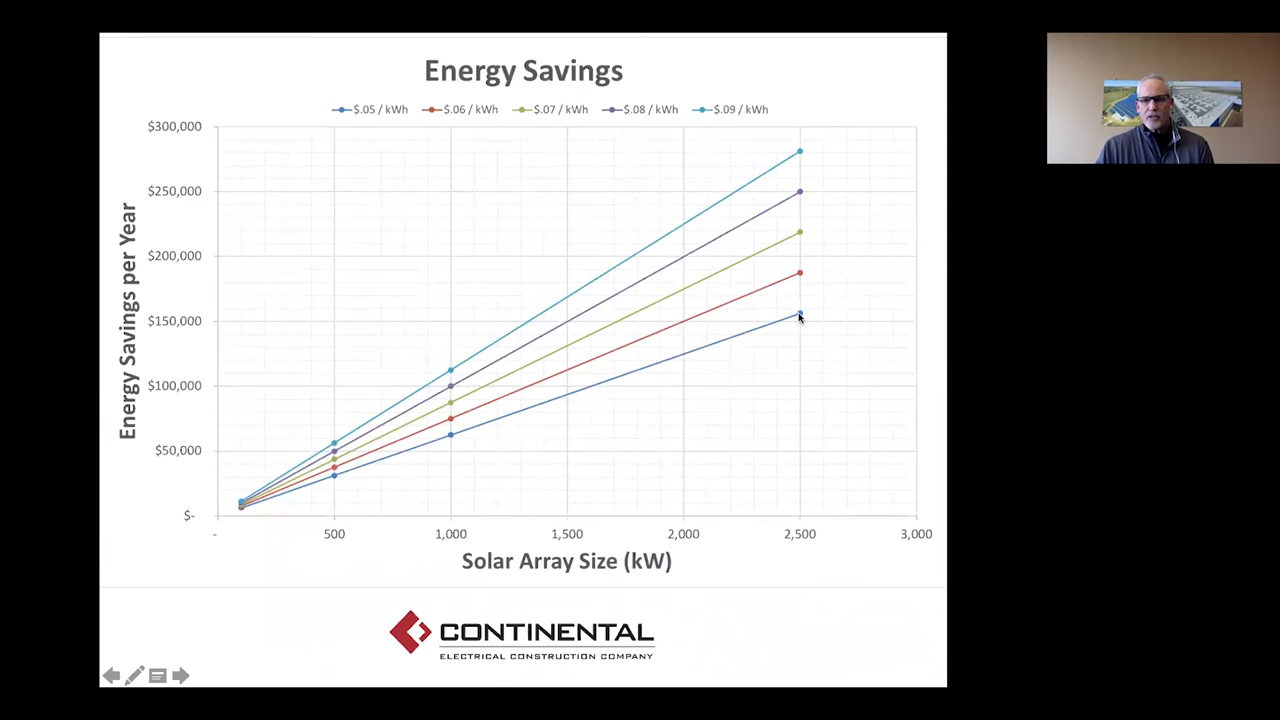 Energy Savings
$.05 / kWh $.06 / kWh $.07 / kWh $.08 / kWh $.09 / kWh
$300,000
$250,000
$200,000
$150,000
$100,000
$50,000
$-
Energy Savings per Year
- 500 1,000 1,500 2,000 2,500 3,000
Solar Array Size (kW)
CONTINENTAL
ELECTRICAL CONSTRUCTION COMPANY